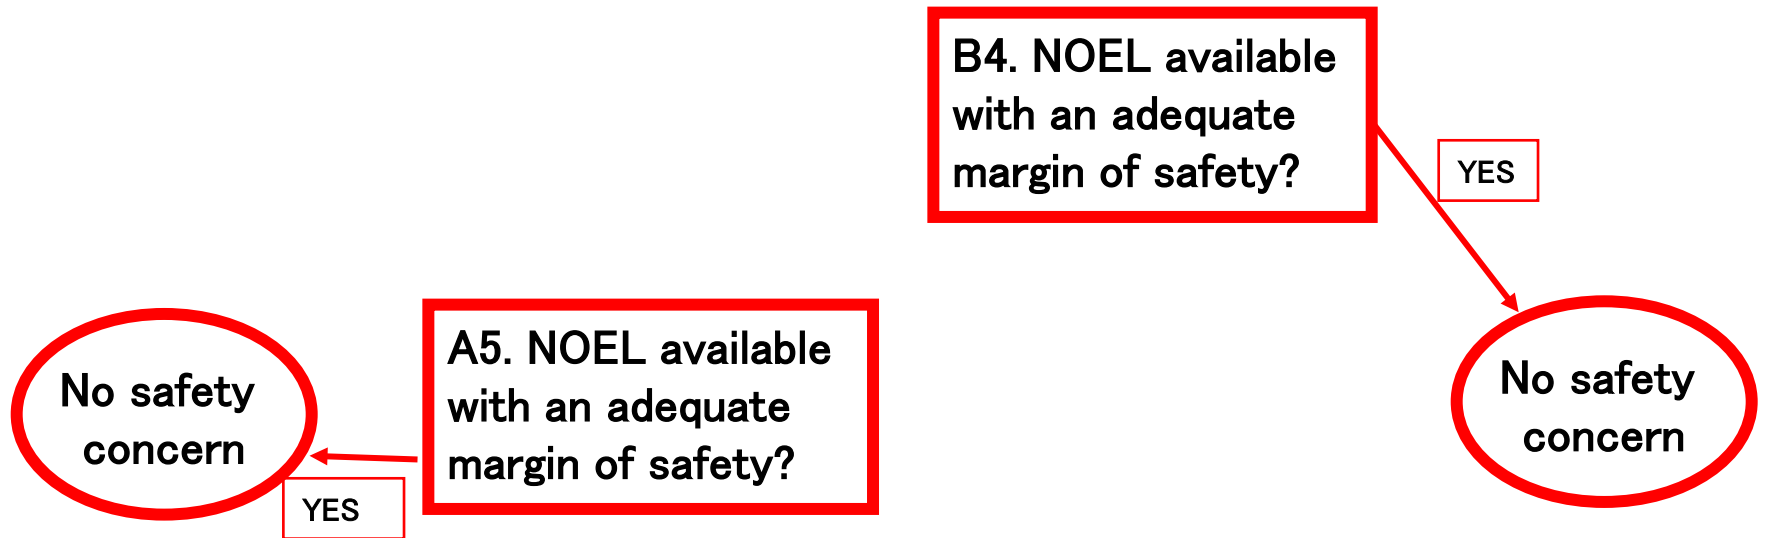 B4. NOEL available
with an adequate
margin of safety?
YES
No safety
concern
A5. NOEL available
with an adequate
margin of safety?
YES
No safety
concern